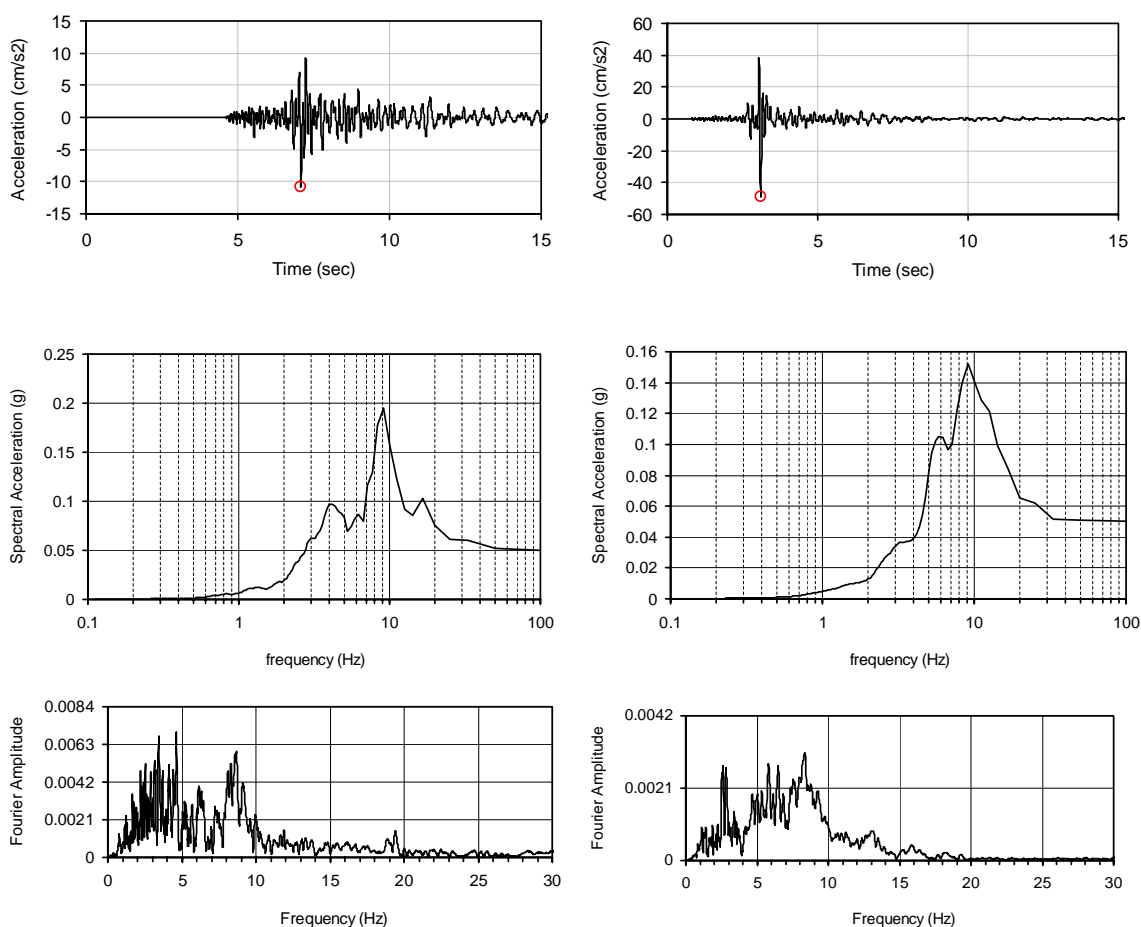 15
10
5
0
-5
-10
-15
0 5 10 15
Acceleration (cm/s2)
Time (sec)
60
40
20
0
-20
-40
-60
0 5 10 15
Acceleration (cm/s2)
Time (sec)
0.25
0.2
0.15
0.1
0.05
0
0.1 1 10 100
Spectral Acceleration (g)
frequency (Hz)
0.16
0.14
0.12
0.1
0.08
0.06
0.04
0.02
0
0.1 1 10 100
Spectral Acceleration (g)
frequency (Hz)
0.0084
0.0063
0.0042
0.0021
0
0 5 10 15 20 25 30
Fourier Amplitude
Frequency (Hz)
0.0042
0.0021
0
0 5 10 15 20 25 30
Fourier Amplitude
Frequency (Hz)